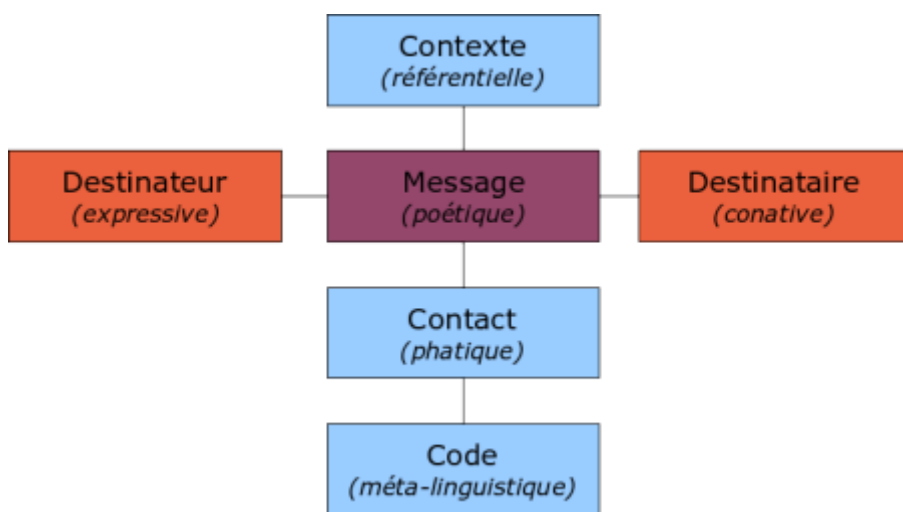 Contexte
(référentielle)
Destinateur
(expressive)
Message
(poétique)
Destinataire
(conative)
Contact
(phatique)
Code
(méta-linguistique)